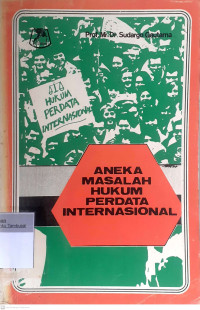 Prof. Mr. Dr. Sudargo Gautama
HUKUM
PERDATA
INTERNASIONAL
ANEKA
MASALAH
HUKUM
PERDATA
INTERNASIONAL